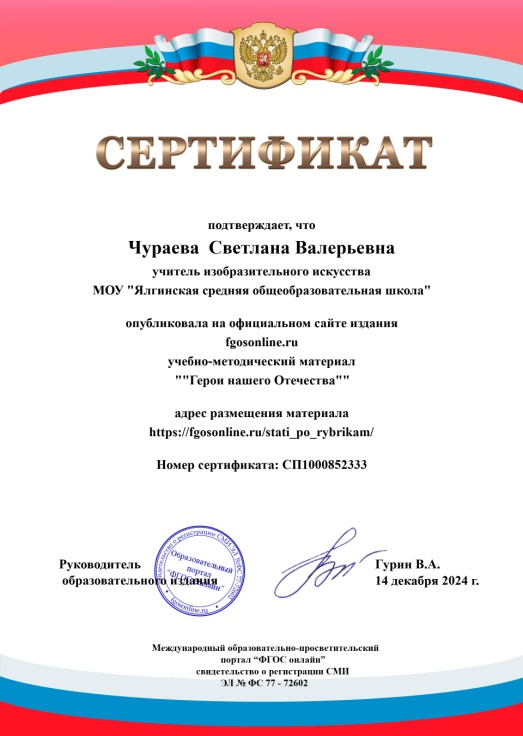 СЕРТИФИКАТ
подтверждает, что
Чураева Светлана Валерьевна
учитель изобразительного искусства
МОУ "Ялгинская средняя общеобразовательная школа"
опубликовала на официальном сайте издания
fgosonline.ru
учебно-методический материал
""Герои нашего Отечества""
адрес размещения материала
https://fgosonline.ru/stati_po_rybrikam/
Номер сертификата: СП1000852333
Руководитель
образовательного издания
Образовательный
портал
"ФГОС онлайн"
fgosonline.ru
Гурин В.А.
14 декабря 2024 г.
Международный образовательно-просветительский
портал “ФГОС онлайн”
свидетельство о регистрации СМИ
ЭЛ № ФС 77 - 72602